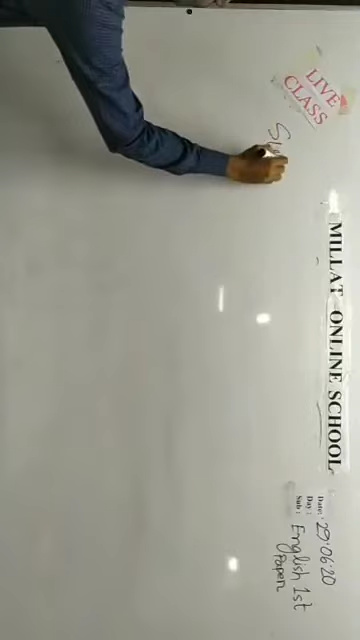 LIVE
CLASS
MILLAT ONLINE SCHOOL
Date: 29·06·20
Day:
Sub: English 1st
Paper